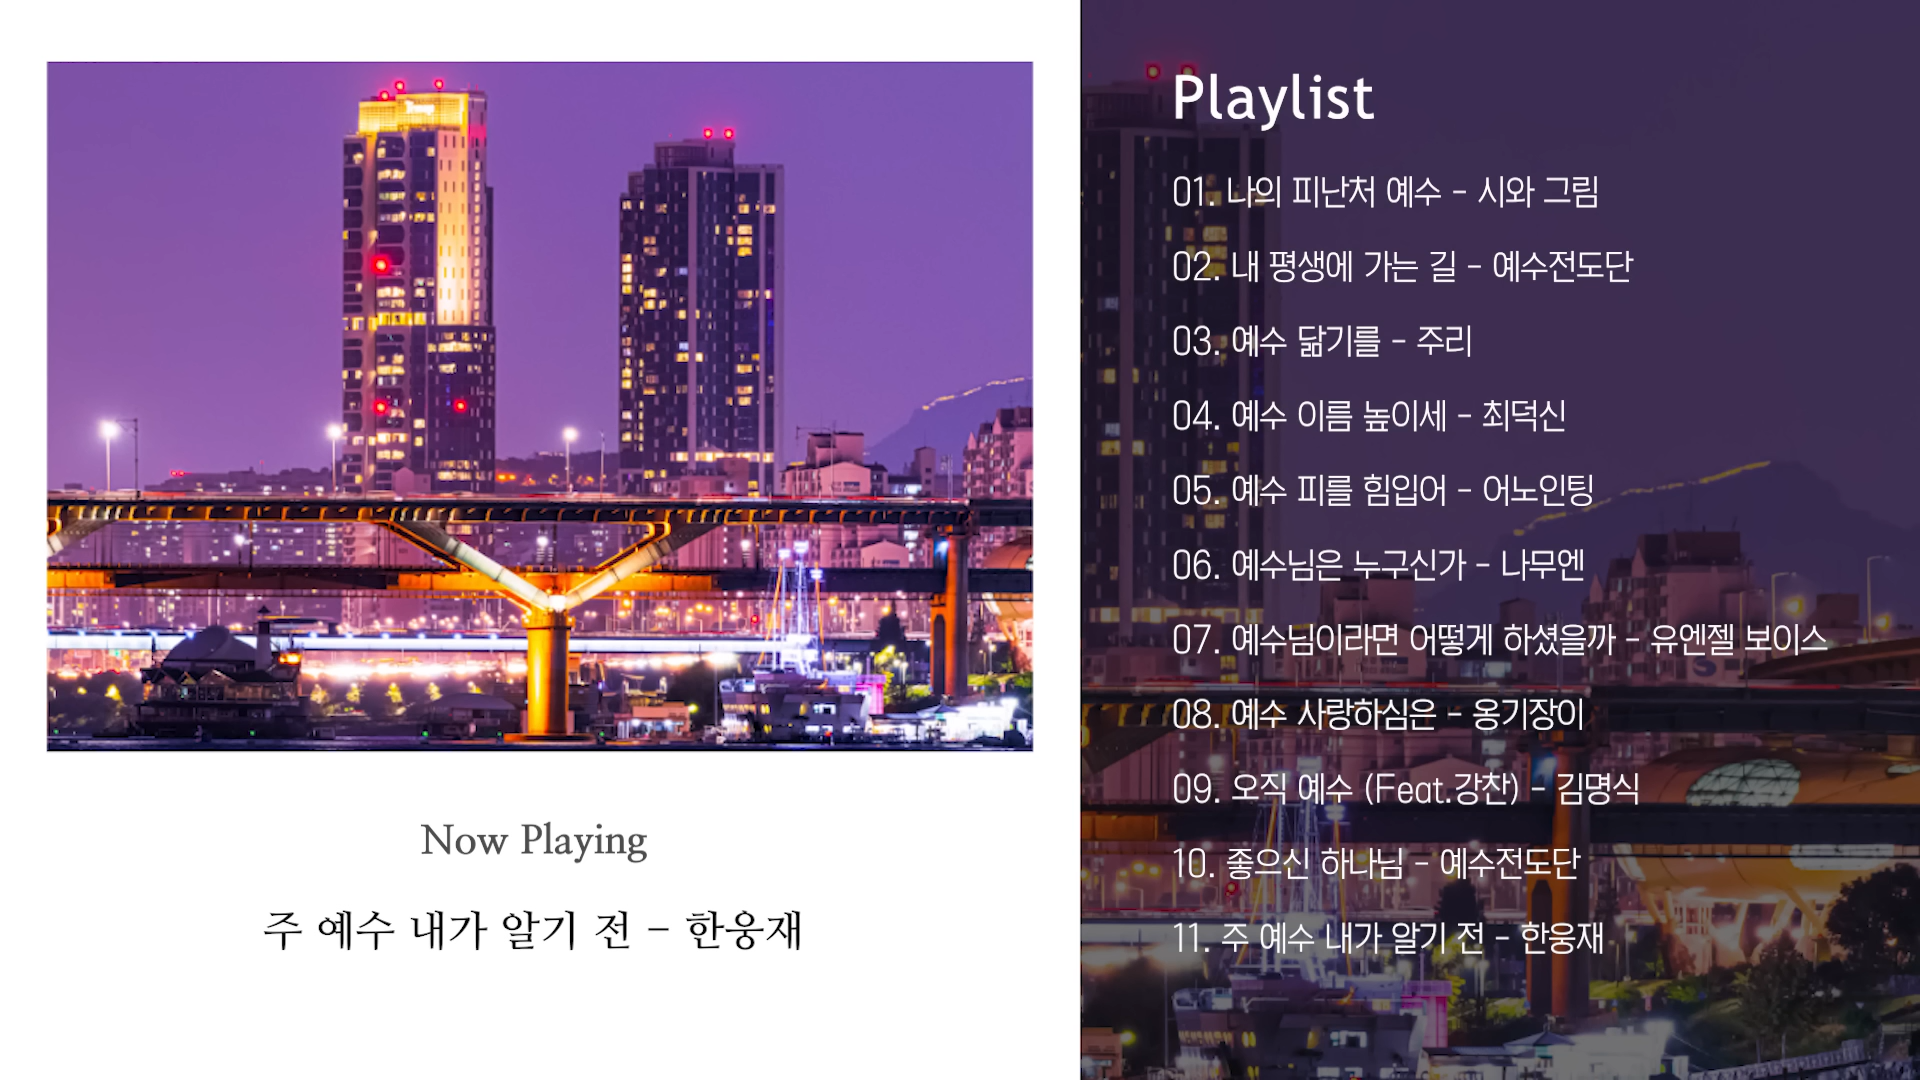 Now Playing
주 예수 내가 알기 전 - 한웅재
Playlist
01. 나의 피난처 예수 - 시와 그림
02. 내 평생에 가는 길 - 예수전도단
03. 예수 닮기를 - 주리
04. 예수 이름 높이세 - 최덕신
05. 예수 피를 힘입어 - 어노인팅
06. 예수님은 누구신가 - 나무엔
07. 예수님이라면 어떻게 하셨을까 - 유엔젤 보이스
08. 예수 사랑하심은 - 옹기장이
09. 오직 예수 (Feat.강찬) - 김명식
10. 좋으신 하나님 - 예수전도단
11. 주 예수 내가 알기 전 - 한웅재